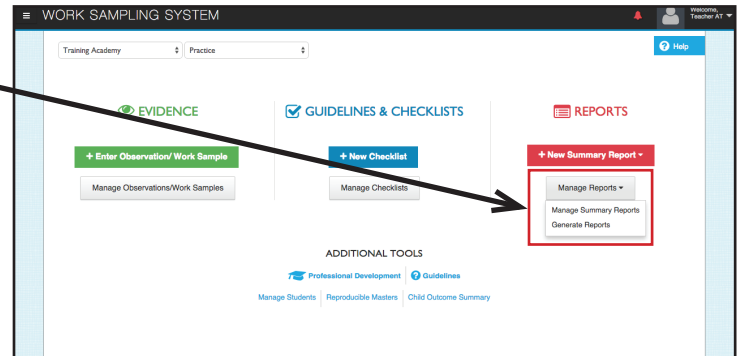 WORK SAMPLING SYSTEM
Welcome,
Teacher AT
Training Academy
Practice
Help
EVIDENCE
GUIDELINES & CHECKLISTS
REPORTS
+ Enter Observation/ Work Sample
+ New Checklist
+ New Summary Report
Manage Observations/Work Samples
Manage Checklists
Manage Reports
Manage Summary Reports
Generate Reports
ADDITIONAL TOOLS
Professional Development
Guidelines
Manage Students
Reproducible Masters
Child Outcome Summary